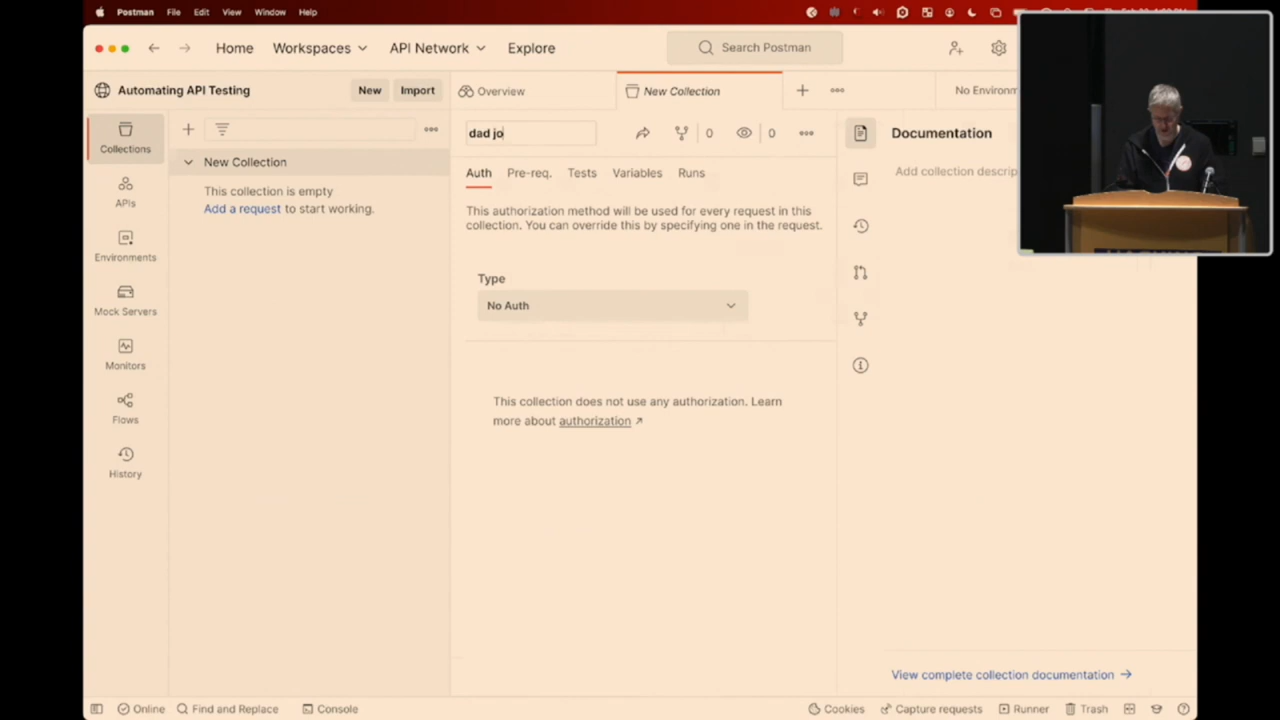 Postman File Edit View Window Help
Home Workspaces API Network Explore Search Postman
Automating API Testing New Import Overview New Collection No Environm
Collections
APIs
Environments
Mock Servers
Monitors
Flows
History
New Collection
This collection is empty
Add a request to start working.
dad jo 0 0
Auth Pre-req. Tests Variables Runs
This authorization method will be used for every request in this
collection. You can override this by specifying one in the request.
Type
No Auth
This collection does not use any authorization. Learn
more about authorization ↗
Documentation
Add collection descrip
View complete collection documentation →
Online Find and Replace Console Cookies Capture requests Runner Trash